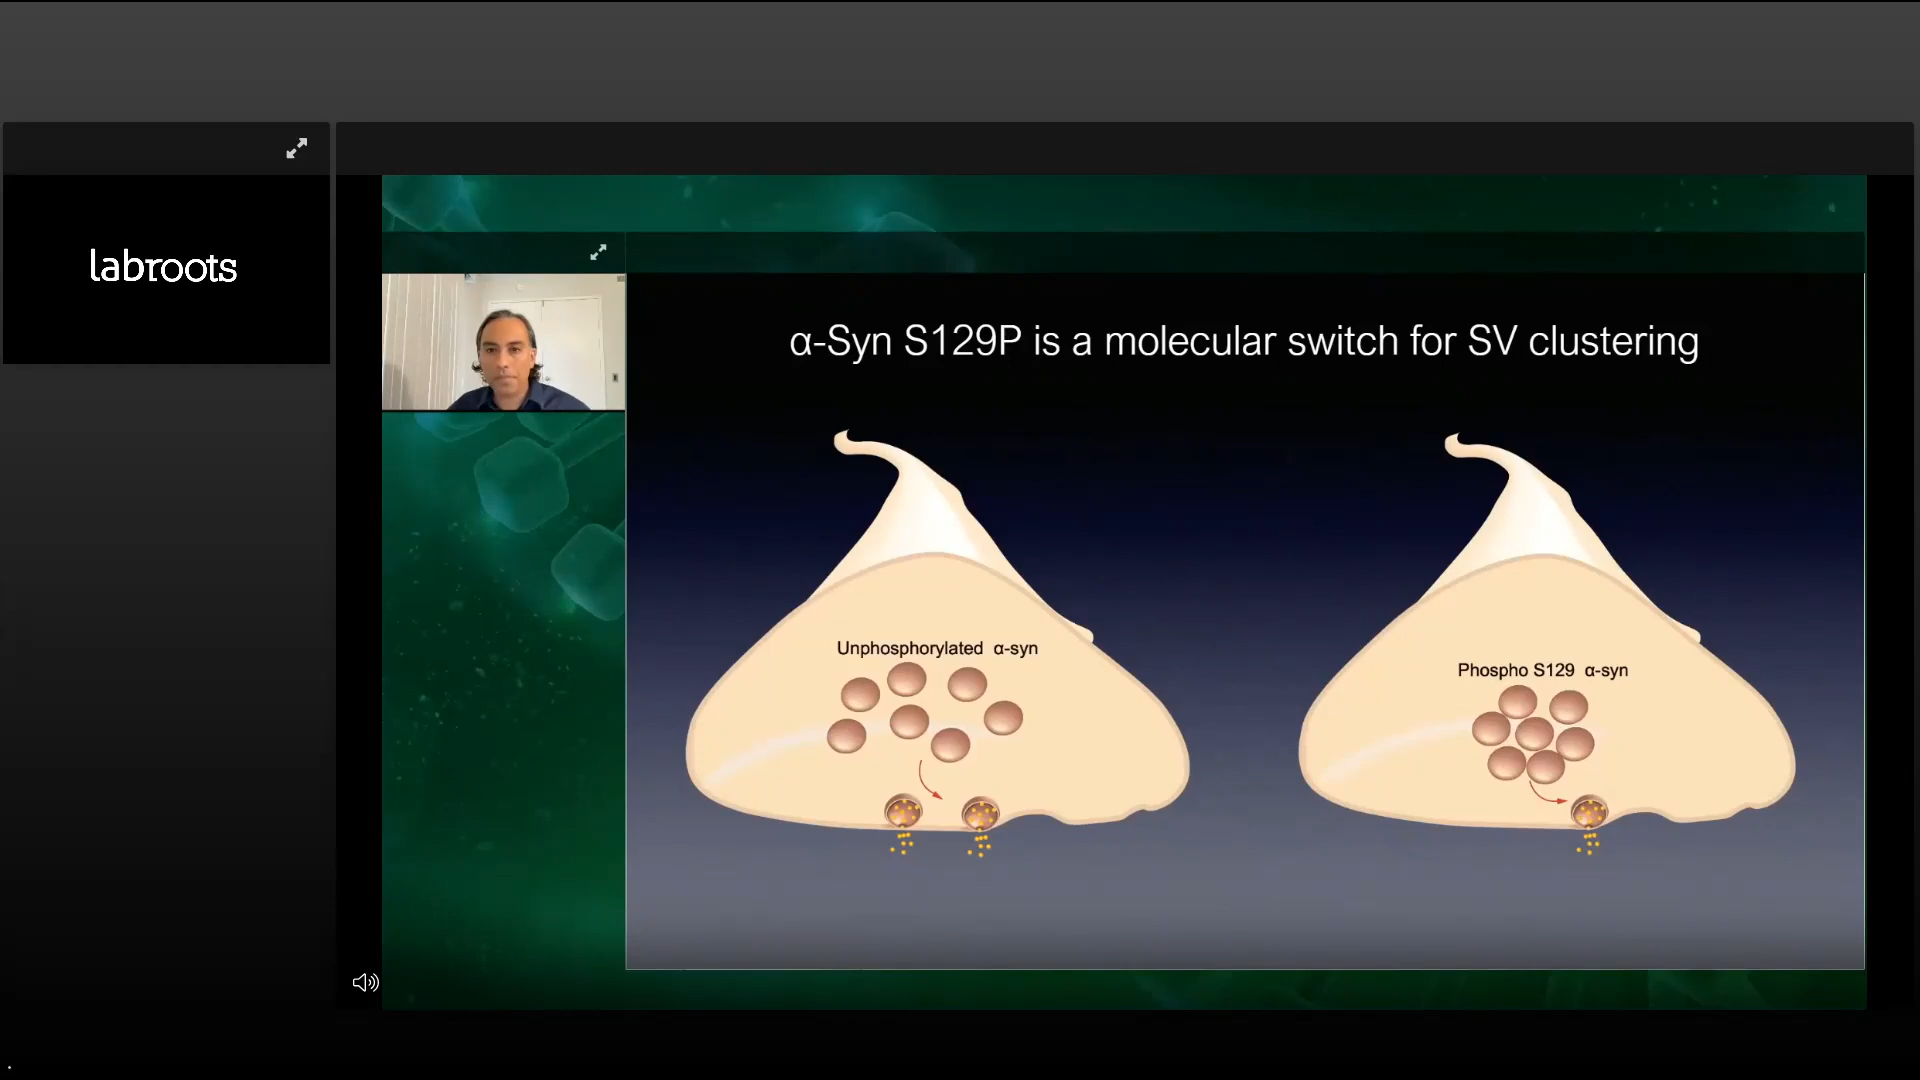 labroots
α-Syn S129P is a molecular switch for SV clustering
Unphosphorylated α-syn
Phospho S129 α-syn